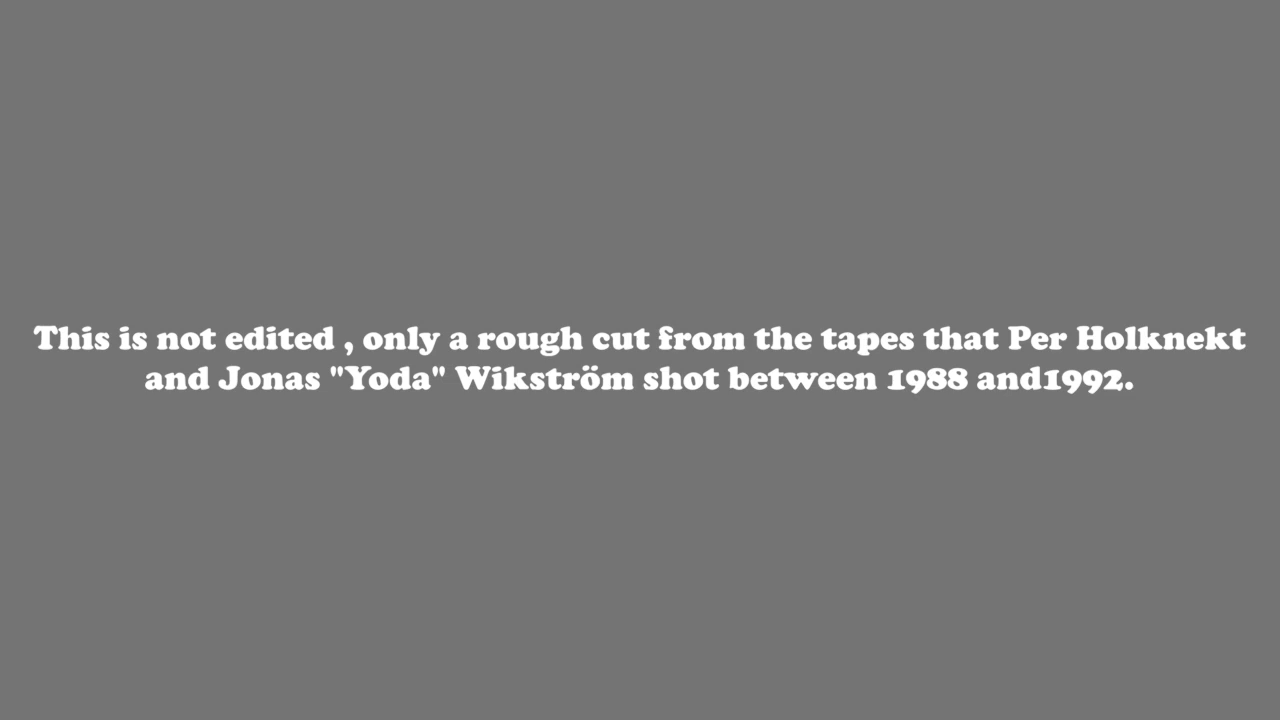 This is not edited , only a rough cut from the tapes that Per Holknekt
and Jonas "Yoda" Wikström shot between 1988 and1992.